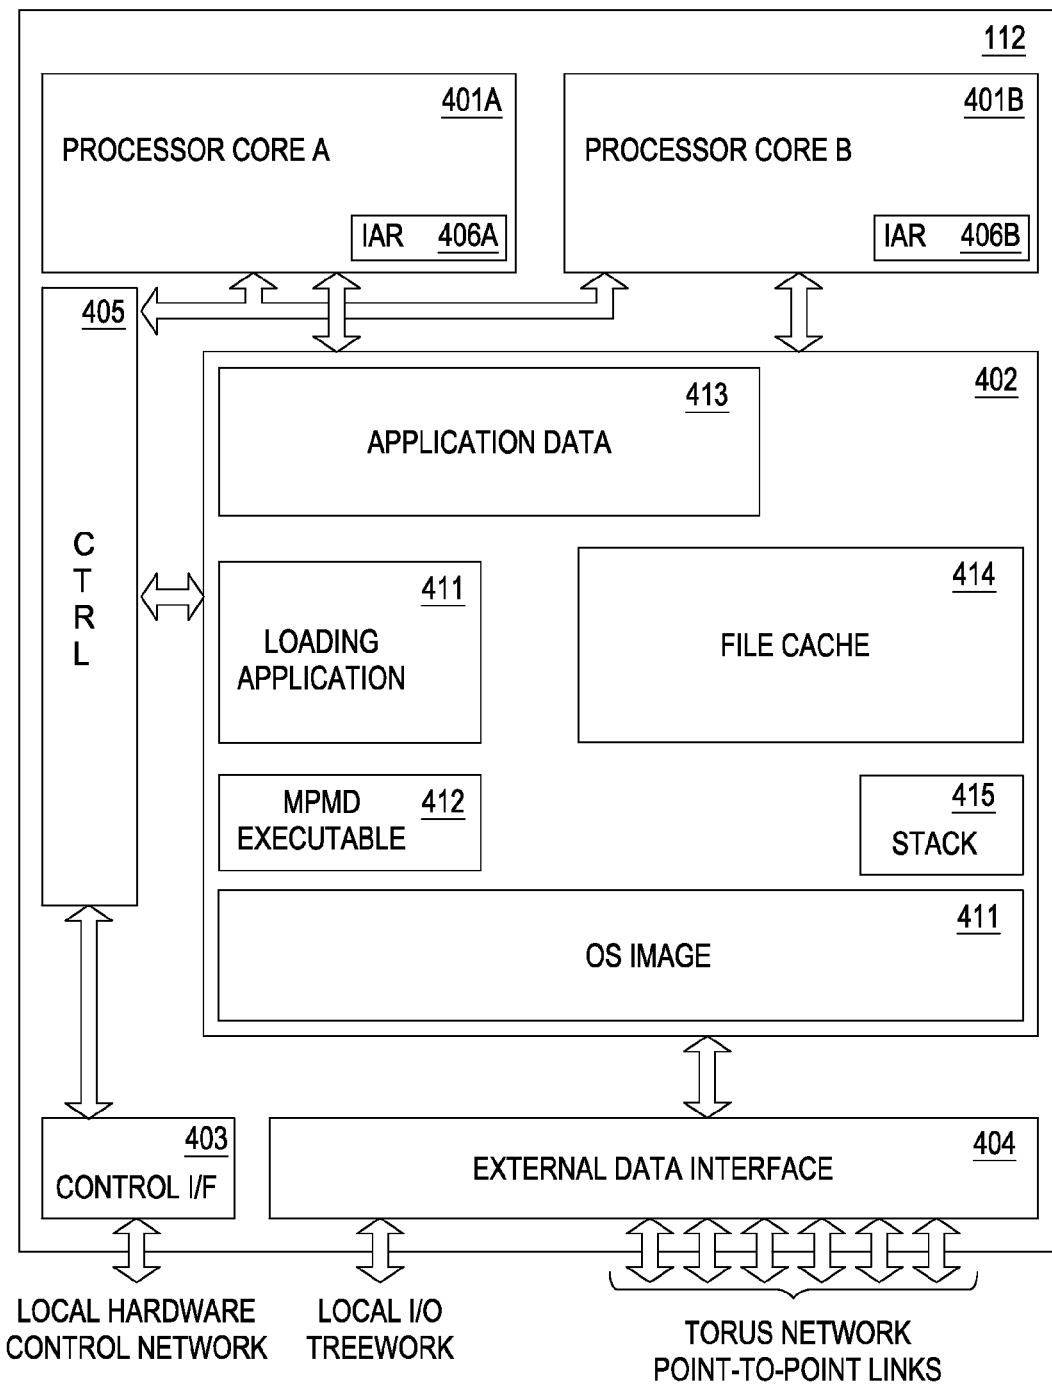 112
401A
PROCESSOR CORE A
IAR 406A
401B
PROCESSOR CORE B
IAR 406B
405
C
T
R
L
402
413
APPLICATION DATA
411
LOADING
APPLICATION
414
FILE CACHE
MPMD 412
EXECUTABLE
415
STACK
411
OS IMAGE
403
CONTROL I/F
404
EXTERNAL DATA INTERFACE
LOCAL HARDWARE
CONTROL NETWORK
LOCAL I/O
TREEWORK
TORUS NETWORK
POINT-TO-POINT LINKS